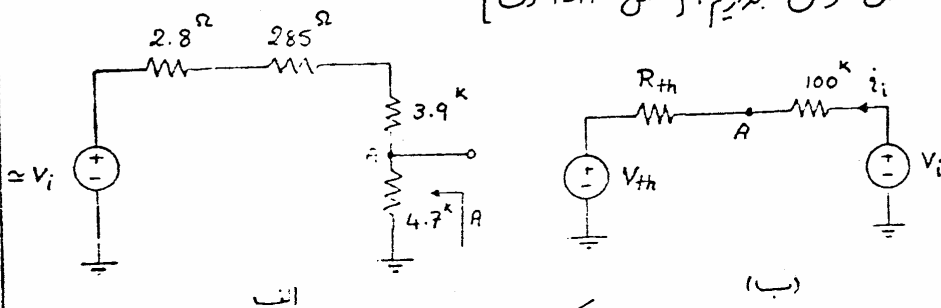 2.8Ω 285Ω
3.9K
A
4.7K
A
≃ Vi
+
-
الف
Rth 100K ii
A
+
-
Vth
+
-
Vi
(ب)